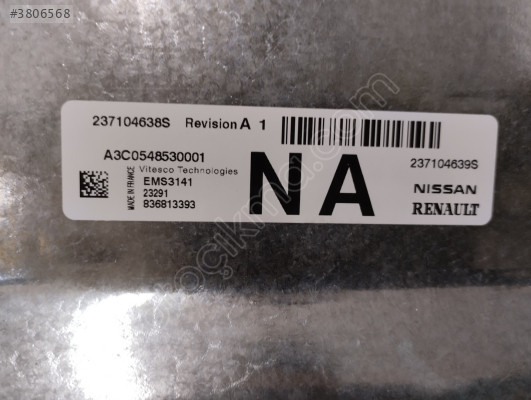 #3806568
237104638S Revision A 1
A3C0548530001
Vitesco Technologies
EMS3141
23291
836813393
MADE IN FRANCE
NA
237104639S
NISSAN
RENAULT